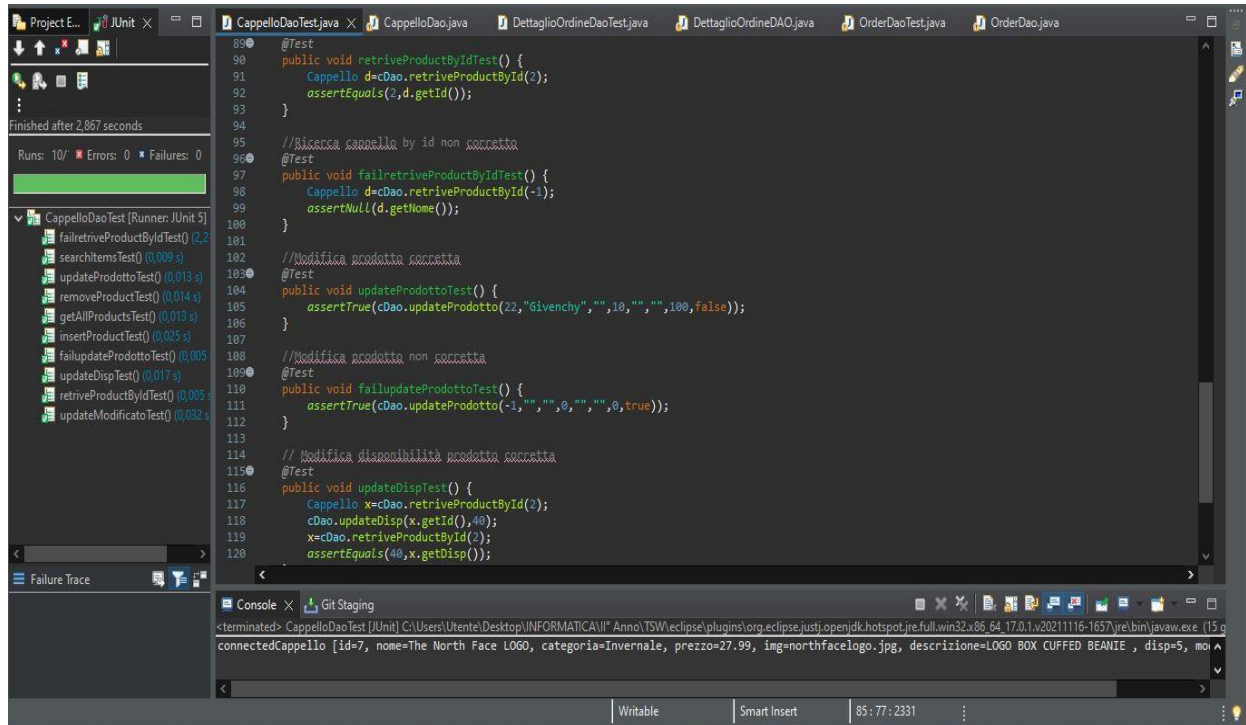 Project E... JUnit
CappelloDaoTest.java CappelloDao.java DettaglioOrdineDaoTest.java DettaglioOrdineDAO.java OrderDaoTest.java OrderDao.java
Finished after 2,867 seconds
Runs: 10/ Errors: 0 Failures: 0
CappelloDaoTest [Runner: JUnit 5]
failretriveProductByIdTest() (2,2
searchItemsTest() (0,009 s)
updateProdottoTest() (0,013 s)
removeProductTest() (0,014 s)
getAllProductsTest() (0,013 s)
insertProductTest() (0,025 s)
failupdateProdottoTest() (0,005
updateDispTest() (0,017 s)
retriveProductByIdTest() (0,005 s
updateModificatoTest() (0,032 s
Failure Trace
89 @Test
90 public void retriveProductByIdTest() {
91 Cappello d=cDao.retriveProductById(2);
92 assertEquals(2,d.getId());
93 }
94
95 //Ricerca cappello by id non corretto
96 @Test
97 public void failretriveProductByIdTest() {
98 Cappello d=cDao.retriveProductById(-1);
99 assertNull(d.getNome());
100 }
101
102 //Modifica prodotto corretta
103 @Test
104 public void updateProdottoTest() {
105 assertTrue(cDao.updateProdotto(22,"Givenchy","",10,"","",100,false));
106 }
107
108 //Modifica prodotto non corretta
109 @Test
110 public void failupdateProdottoTest() {
111 assertTrue(cDao.updateProdotto(-1,"","",0,"","",0,true));
112 }
113
114 // Modifica disponibilità prodotto corretta
115 @Test
116 public void updateDispTest() {
117 Cappello x=cDao.retriveProductById(2);
118 cDao.updateDisp(x.getId(),40);
119 x=cDao.retriveProductById(2);
120 assertEquals(40,x.getDisp());
Console Git Staging
<terminated> CappelloDaoTest [JUnit] C:\Users\Utente\Desktop\INFORMATICA\II° Anno\TSW\eclipse\plugins\org.eclipse.justj.openjdk.hotspot.jre.full.win32.x86_64_17.0.1.v20211116-1657\jre\bin\javaw.exe (15 g
connectedCappello [id=7, nome=The North Face LOGO, categoria=Invernale, prezzo=27.99, img=northfacelogo.jpg, descrizione=LOGO BOX CUFFED BEANIE , disp=5, mo
Writable Smart Insert 85 : 77 : 2331